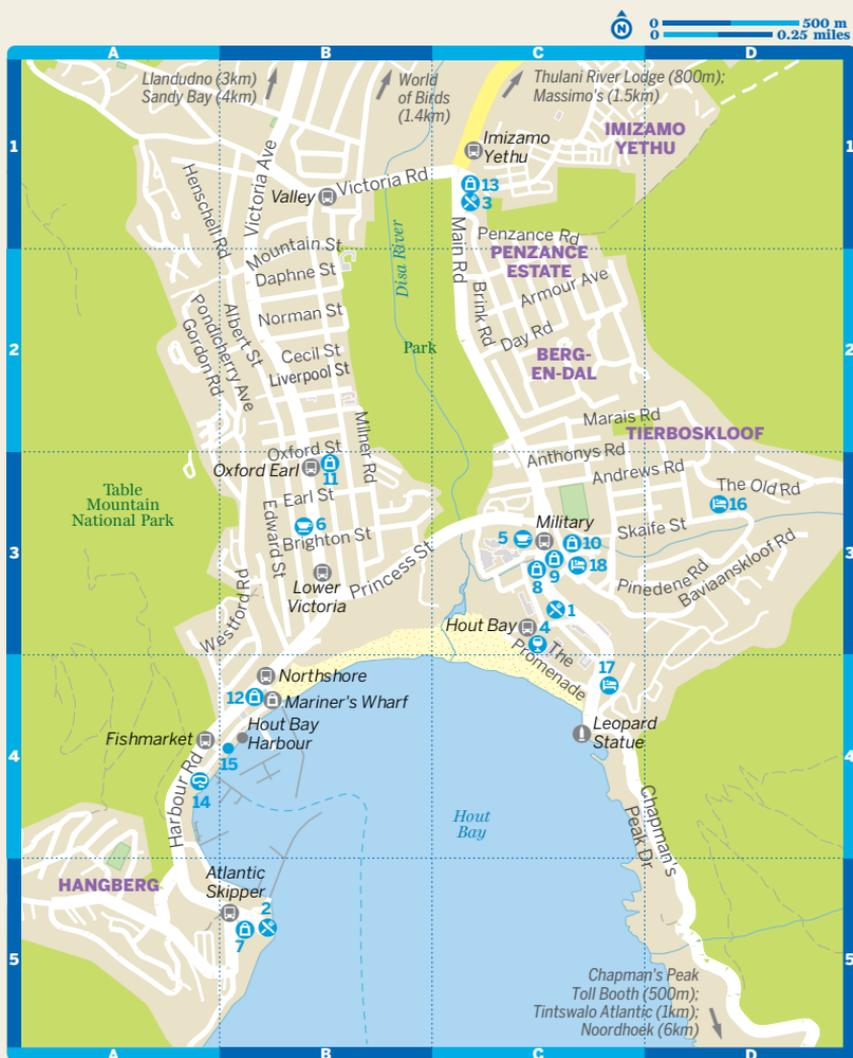 N
0 500 m
0 0.25 miles
A B C D
Llandudno (3km)
Sandy Bay (4km)
World
of Birds
(1.4km)
Thulani River Lodge (800m);
Massimo's (1.5km)
IMIZAMO
YETHU
1 1
Imizamo
Yethu
Victoria Ave
Henschell Rd
Valley
Victoria Rd
13
3
Main Rd
Penzance Rd
PENZANCE
ESTATE
Mountain St
Daphne St
Disa River
Armour Ave
Brink Rd
Pondicherry Ave
Gordon Rd
Albert St
Norman St
Day Rd
2 2
Park
BERG-
EN-DAL
Cecil St
Liverpool St
Milner Rd
Marais Rd
TIERBOSKLOOF
Oxford St
Oxford Earl
11
Anthonys Rd
Andrews Rd
The Old Rd
16
Table
Mountain
National Park
Earl St
6
Edward St
Brighton St
Military
5
10
Skaife St
3 3
9
18
8
Lower
Victoria
Princess St
Pinedene Rd
Baviaanskloof Rd
Westford Rd
1
Hout Bay
4
The
Promenade
17
Northshore
12
Mariner's Wharf
Hout Bay
Harbour
Fishmarket
Leopard
Statue
15
4 4
14
Harbour Rd
Hout
Bay
Chapman's
Peak Dr
HANGBERG
Atlantic
Skipper
2
7
5 5
Chapman's Peak
Toll Booth (500m);
Tintswalo Atlantic (1km);
Noordhoek (6km)
A B C D